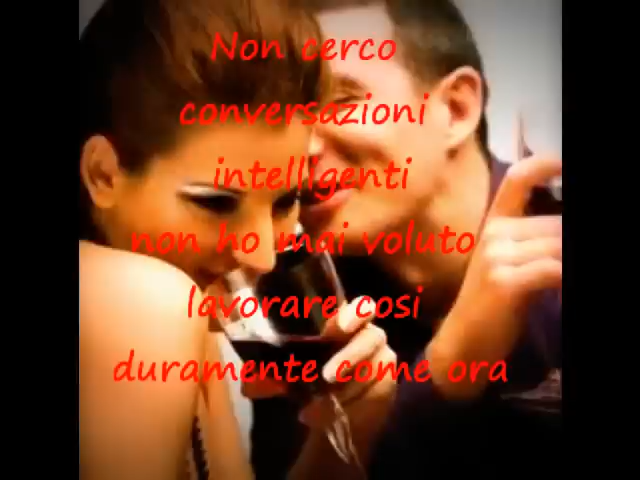 Non cerco
conversazioni
intelligenti
non ho mai voluto
lavorare cosi
duramente come ora